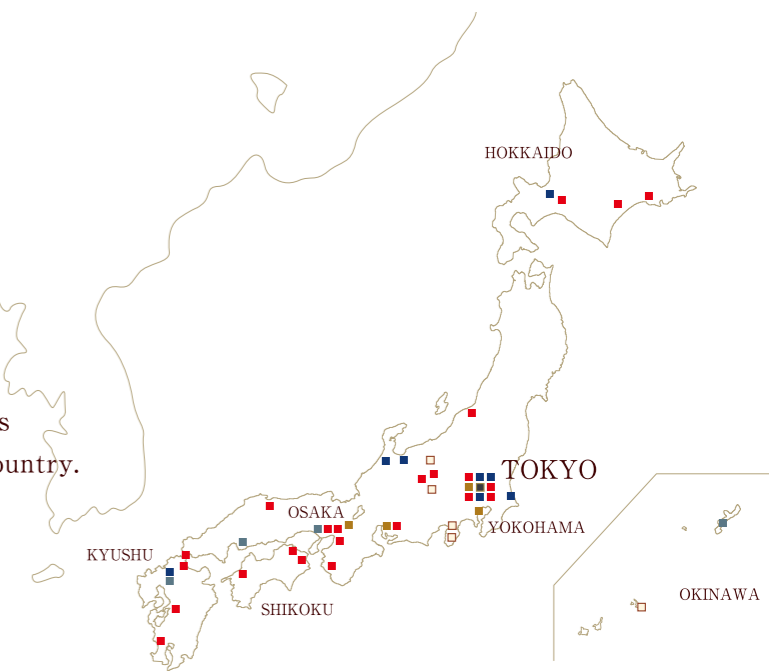 HOKKAIDO
s
ountry.
TOKYO
OSAKA
YOKOHAMA
KYUSHU
OKINAWA
SHIKOKU